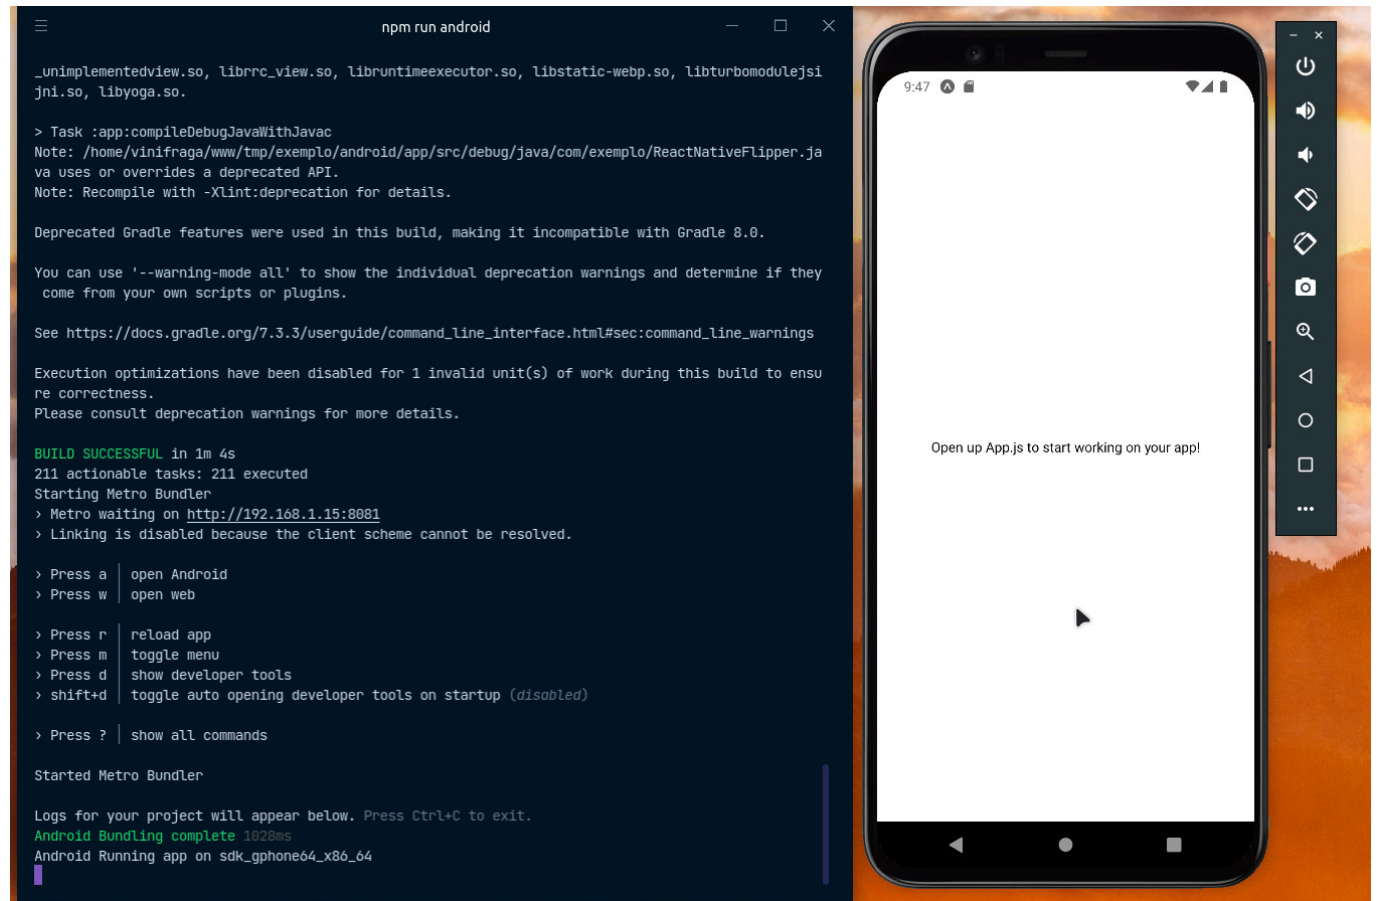 npm run android
_unimplementedview.so, librrc_view.so, libruntimeexecutor.so, libstatic-webp.so, libturbomodulejsi
jni.so, libyoga.so.
> Task :app:compileDebugJavaWithJavac
Note: /home/vinifraga/www/tmp/exemplo/android/app/src/debug/java/com/exemplo/ReactNativeFlipper.ja
va uses or overrides a deprecated API.
Note: Recompile with -Xlint:deprecation for details.
Deprecated Gradle features were used in this build, making it incompatible with Gradle 8.0.
You can use '--warning-mode all' to show the individual deprecation warnings and determine if they
come from your own scripts or plugins.
See https://docs.gradle.org/7.3.3/userguide/command_line_interface.html#sec:command_line_warnings
Execution optimizations have been disabled for 1 invalid unit(s) of work during this build to ensu
re correctness.
Please consult deprecation warnings for more details.
BUILD SUCCESSFUL in 1m 4s
211 actionable tasks: 211 executed
Starting Metro Bundler
› Metro waiting on http://192.168.1.15:8081
› Linking is disabled because the client scheme cannot be resolved.
› Press a │ open Android
› Press w │ open web
› Press r │ reload app
› Press m │ toggle menu
› Press d │ show developer tools
› shift+d │ toggle auto opening developer tools on startup (disabled)
› Press ? │ show all commands
Started Metro Bundler
Logs for your project will appear below. Press Ctrl+C to exit.
Android Bundling complete 1028ms
Android Running app on sdk_gphone64_x86_64
9:47
Open up App.js to start working on your app!